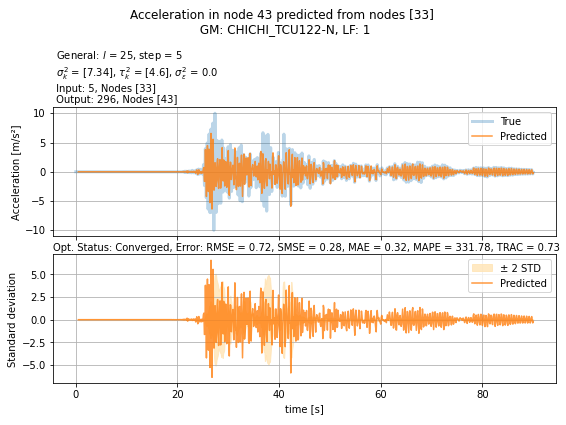 Acceleration in node 43 predicted from nodes [33]
GM: CHICHI_TCU122-N, LF: 1
General: l = 25, step = 5
σ²ₖ = [7.34], τ²ₖ = [4.6], σ²ε = 0.0
Input: 5, Nodes [33]
Output: 296, Nodes [43]
Acceleration [m/s²]
10
5
0
−5
−10
True
Predicted
Opt. Status: Converged, Error: RMSE = 0.72, SMSE = 0.28, MAE = 0.32, MAPE = 331.78, TRAC = 0.73
Standard deviation
5.0
2.5
0.0
−2.5
−5.0
± 2 STD
Predicted
0 20 40 60 80
time [s]